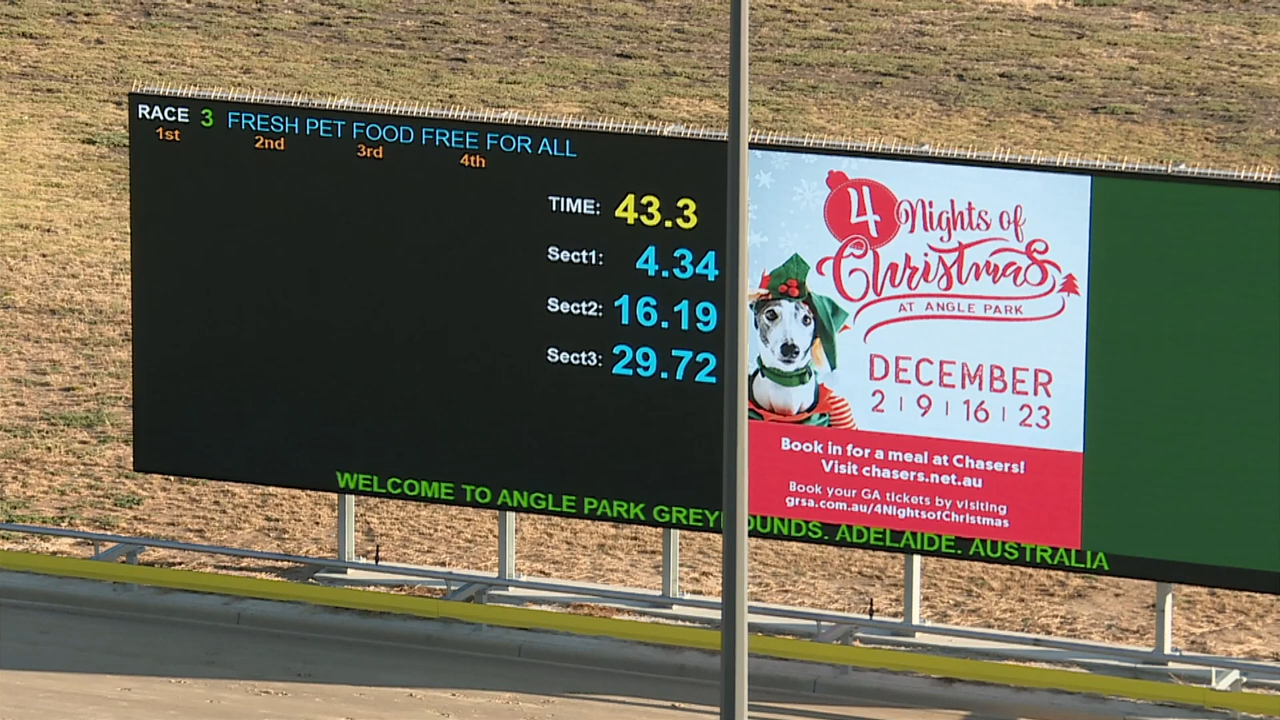 RACE 3 FRESH PET FOOD FREE FOR ALL
1st 2nd 3rd 4th
TIME: 43.3
Sect1: 4.34
Sect2: 16.19
Sect3: 29.72
4 Nights of
Christmas
AT ANGLE PARK
DECEMBER
2 | 9 | 16 | 23
Book in for a meal at Chasers!
Visit chasers.net.au
Book your GA tickets by visiting
grsa.com.au/4NightsofChristmas
WELCOME TO ANGLE PARK GREYHOUNDS. ADELAIDE. AUSTRALIA